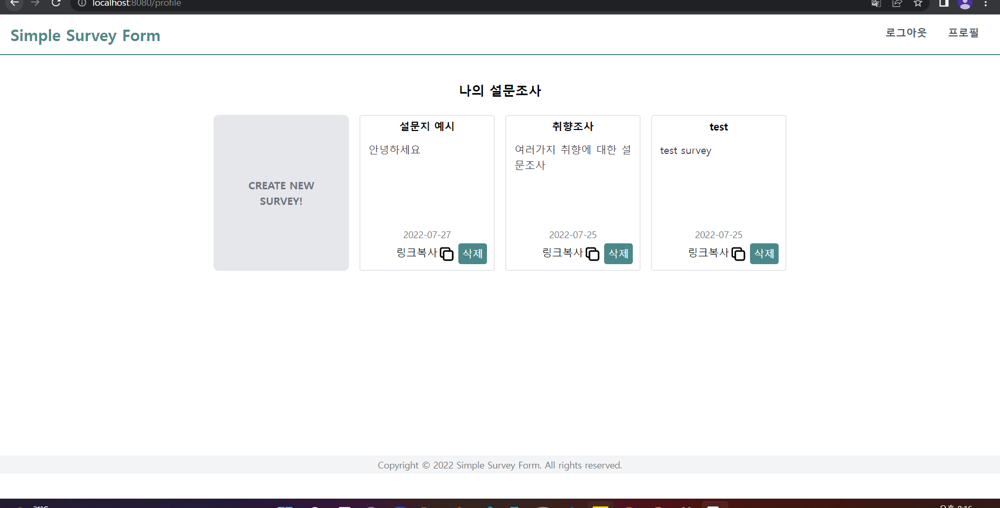 localhost:8080/profile
Simple Survey Form
로그아웃 프로필
나의 설문조사
CREATE NEW
SURVEY!
설문지 예시
안녕하세요
2022-07-27
링크복사 삭제
취향조사
여러가지 취향에 대한 설
문조사
2022-07-25
링크복사 삭제
test
test survey
2022-07-25
링크복사 삭제
Copyright © 2022 Simple Survey Form. All rights reserved.